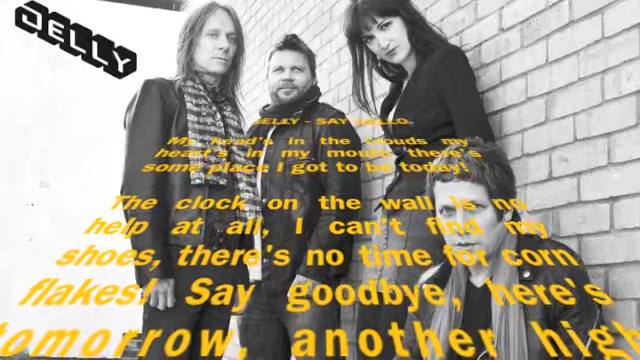 JELLY
JELLY - SAY HELLO
My head's in the clouds my
heart's in my mouth there's
some place I got to be today!
The clock on the wall is no
help at all, I can't find my
shoes, there's no time for corn
flakes! Say goodbye, here's
tomorrow, another high